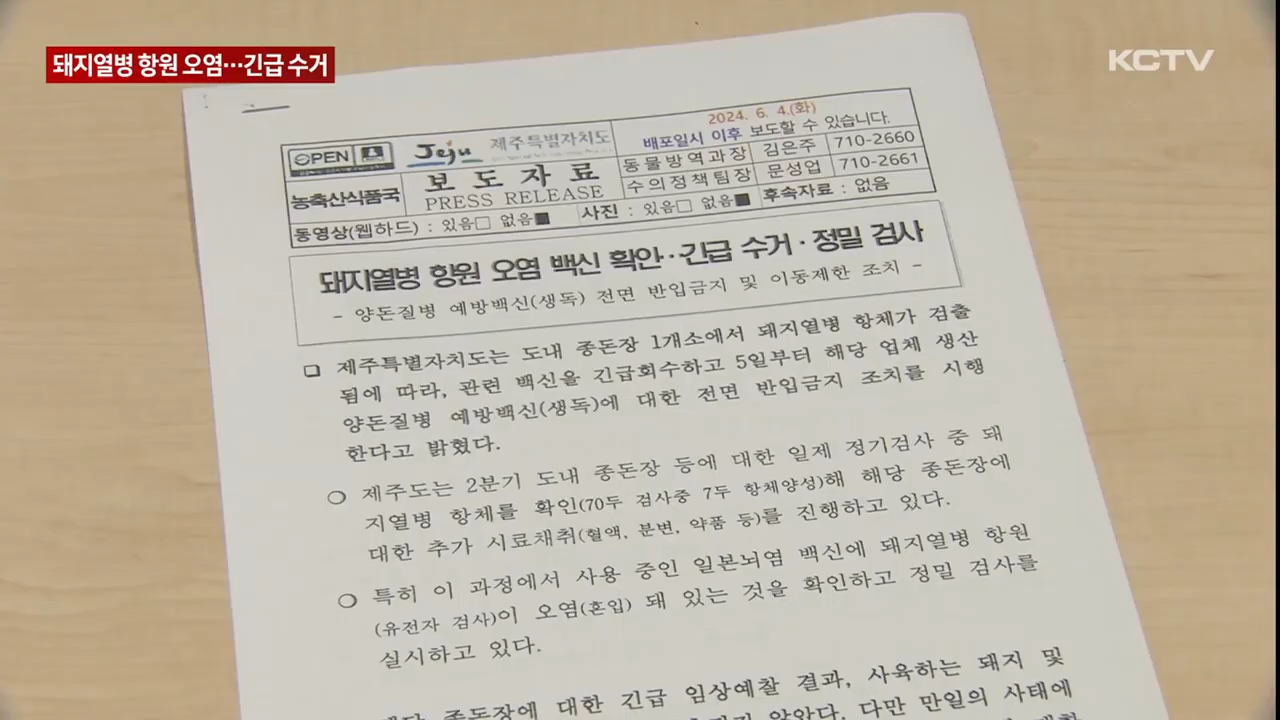 돼지열병 항원 오염…긴급 수거
KCTV
OPEN
Jeju 제주특별자치도
2024. 6. 4.(화)
배포일시 이후 보도할 수 있습니다.
농축산식품국
보도자료
PRESS RELEASE
동물방역과장 김은주 710-2660
수의정책팀장 문성업 710-2661
동영상(웹하드) : 있음□ 없음■ 사진 : 있음□ 없음■ 후속자료 : 없음
돼지열병 항원 오염 백신 확안··긴급 수거·정밀 검사
- 양돈질병 예방백신(생독) 전면 반입금지 및 이동제한 조치 -
❏ 제주특별자치도는 도내 종돈장 1개소에서 돼지열병 항체가 검출
됨에 따라, 관련 백신을 긴급회수하고 5일부터 해당 업체 생산
양돈질병 예방백신(생독)에 대한 전면 반입금지 조치를 시행
한다고 밝혔다.
❍ 제주도는 2분기 도내 종돈장 등에 대한 일제 정기검사 중 돼
지열병 항체를 확인(70두 검사중 7두 항체양성)해 해당 종돈장에
대한 추가 시료채취(혈액, 분변, 약품 등)를 진행하고 있다.
❍ 특히 이 과정에서 사용 중인 일본뇌염 백신에 돼지열병 항원
(유전자 검사)이 오염(혼입) 돼 있는 것을 확인하고 정밀 검사를
실시하고 있다.
종돈장에 대한 긴급 임상예찰 결과, 사육하는 돼지 및
않았다. 다만 만일의 사태에